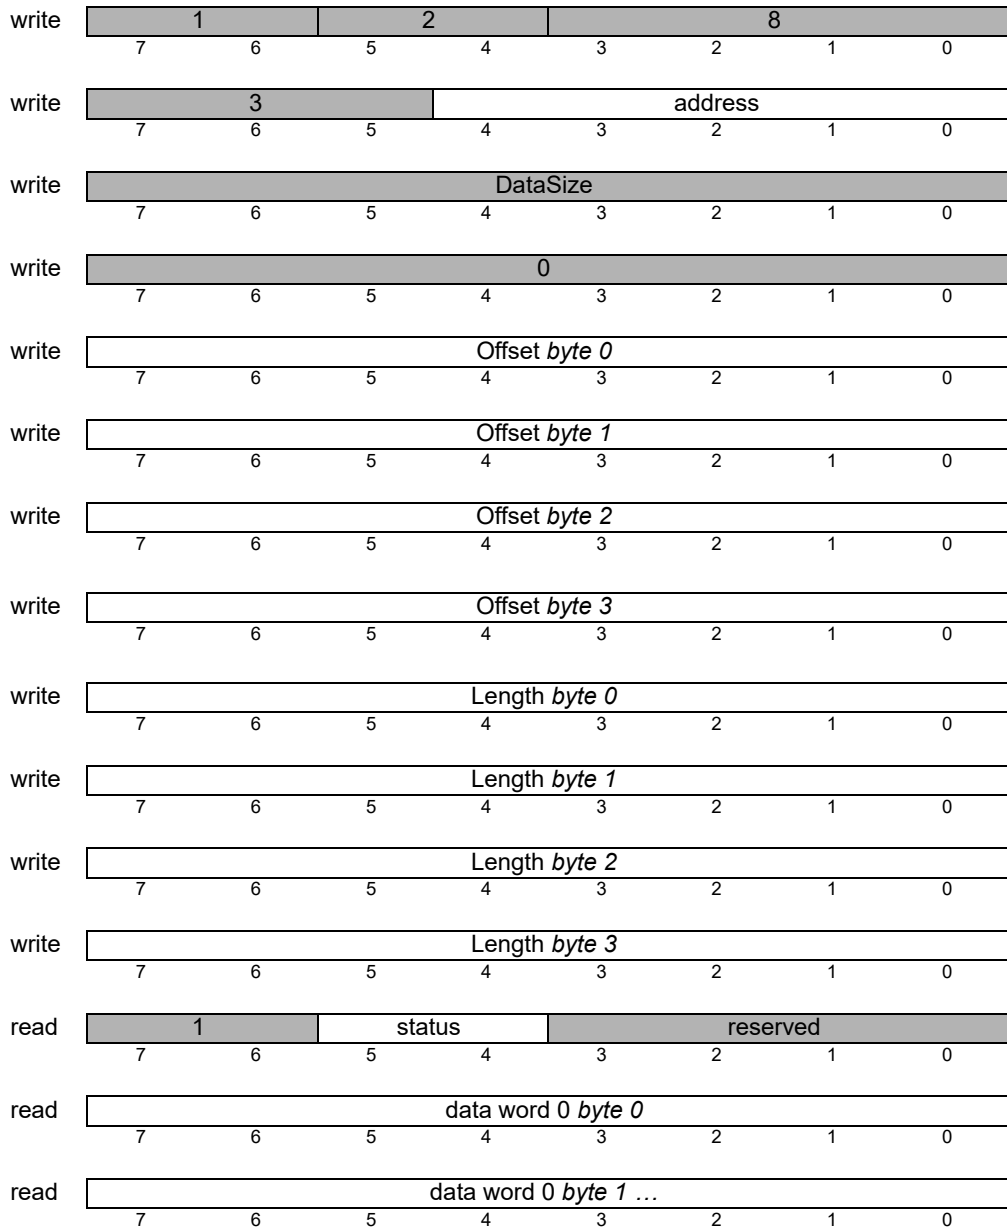 write 1 2 8
7 6 5 4 3 2 1 0
write 3 address
7 6 5 4 3 2 1 0
write DataSize
7 6 5 4 3 2 1 0
write 0
7 6 5 4 3 2 1 0
write Offset byte 0
7 6 5 4 3 2 1 0
write Offset byte 1
7 6 5 4 3 2 1 0
write Offset byte 2
7 6 5 4 3 2 1 0
write Offset byte 3
7 6 5 4 3 2 1 0
write Length byte 0
7 6 5 4 3 2 1 0
write Length byte 1
7 6 5 4 3 2 1 0
write Length byte 2
7 6 5 4 3 2 1 0
write Length byte 3
7 6 5 4 3 2 1 0
read 1 status reserved
7 6 5 4 3 2 1 0
read data word 0 byte 0
7 6 5 4 3 2 1 0
read data word 0 byte 1 …
7 6 5 4 3 2 1 0